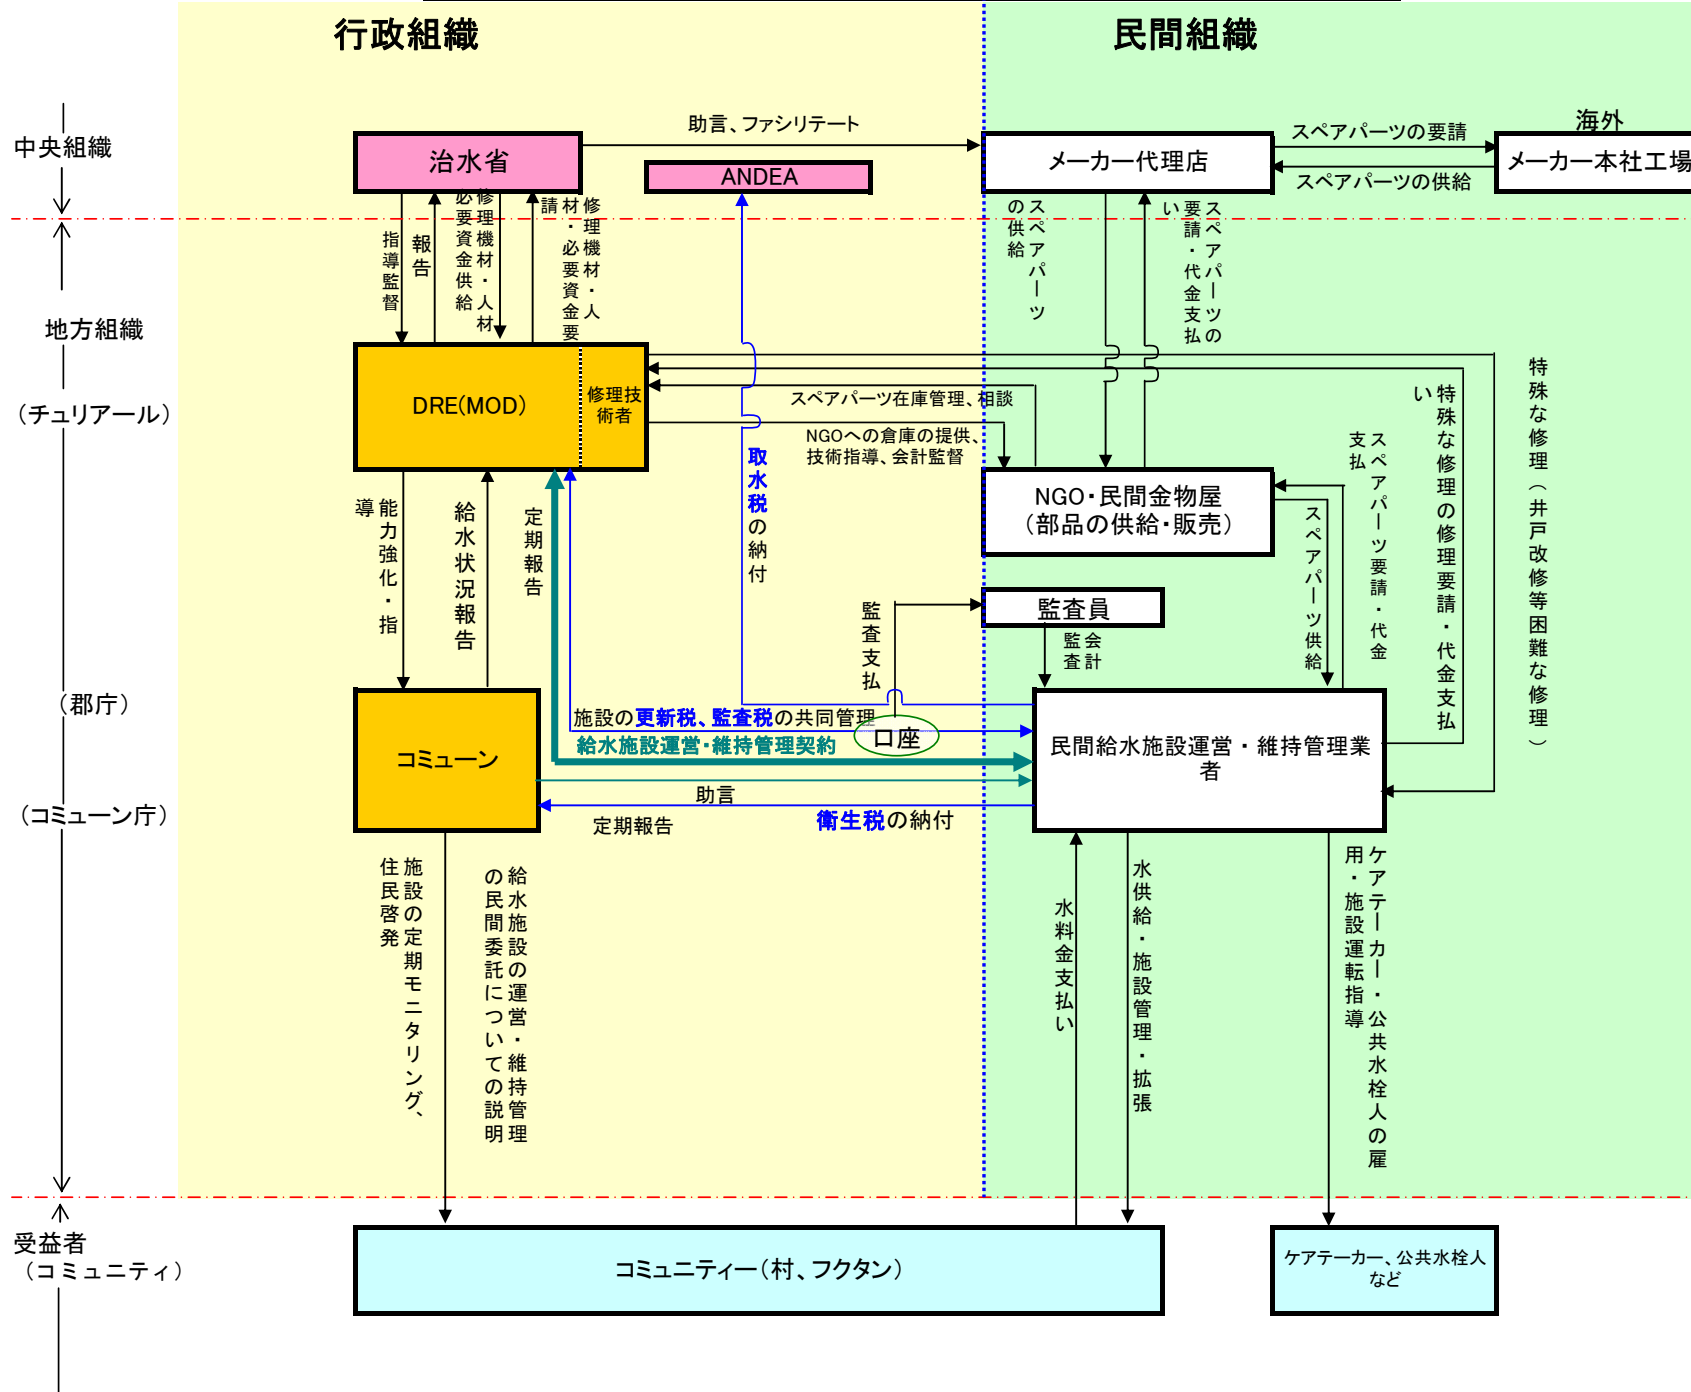 行政組織
民間組織
中央組織
治水省
助言、ファシリテート
ANDEA
メーカー代理店
スペアパーツの要請
スペアパーツの供給
海外
メーカー本社工場
指導監督
報告
修理機材・人材
必要資金供給
修理機材・人
材・必要資金要
請
スペアパーツ
の供給
スペアパーツの
要請・代金支払
い
地方組織
（チュリアール）
DRE(MOD)
修理技
術者
スペアパーツ在庫管理、相談
NGOへの倉庫の提供、
技術指導、会計監督
取水税の納付
NGO・民間金物屋
（部品の供給・販売）
特殊な修理（井戸改修等困難な修理）
特殊な修理の修理要請・代金支払
い
スペアパーツ要請・代金
支払
スペアパーツ供給
能力強化・指
導
給水状況報告
定期報告
監査支払
監査員
会計
監査
（郡庁）
（コミューン庁）
コミューン
施設の更新税、監査税の共同管理
口座
給水施設運営・維持管理契約
助言
定期報告
衛生税の納付
民間給水施設運営・維持管理業
者
施設の定期モニタリング、
住民啓発
給水施設の運営・維持管理
の民間委託についての説明
水料金支払い
水供給・施設管理・拡張
ケアテーカー・公共水栓人の雇
用・施設運転指導
受益者
（コミュニティ）
コミュニティー（村、フクタン）
ケアテーカー、公共水栓人
など